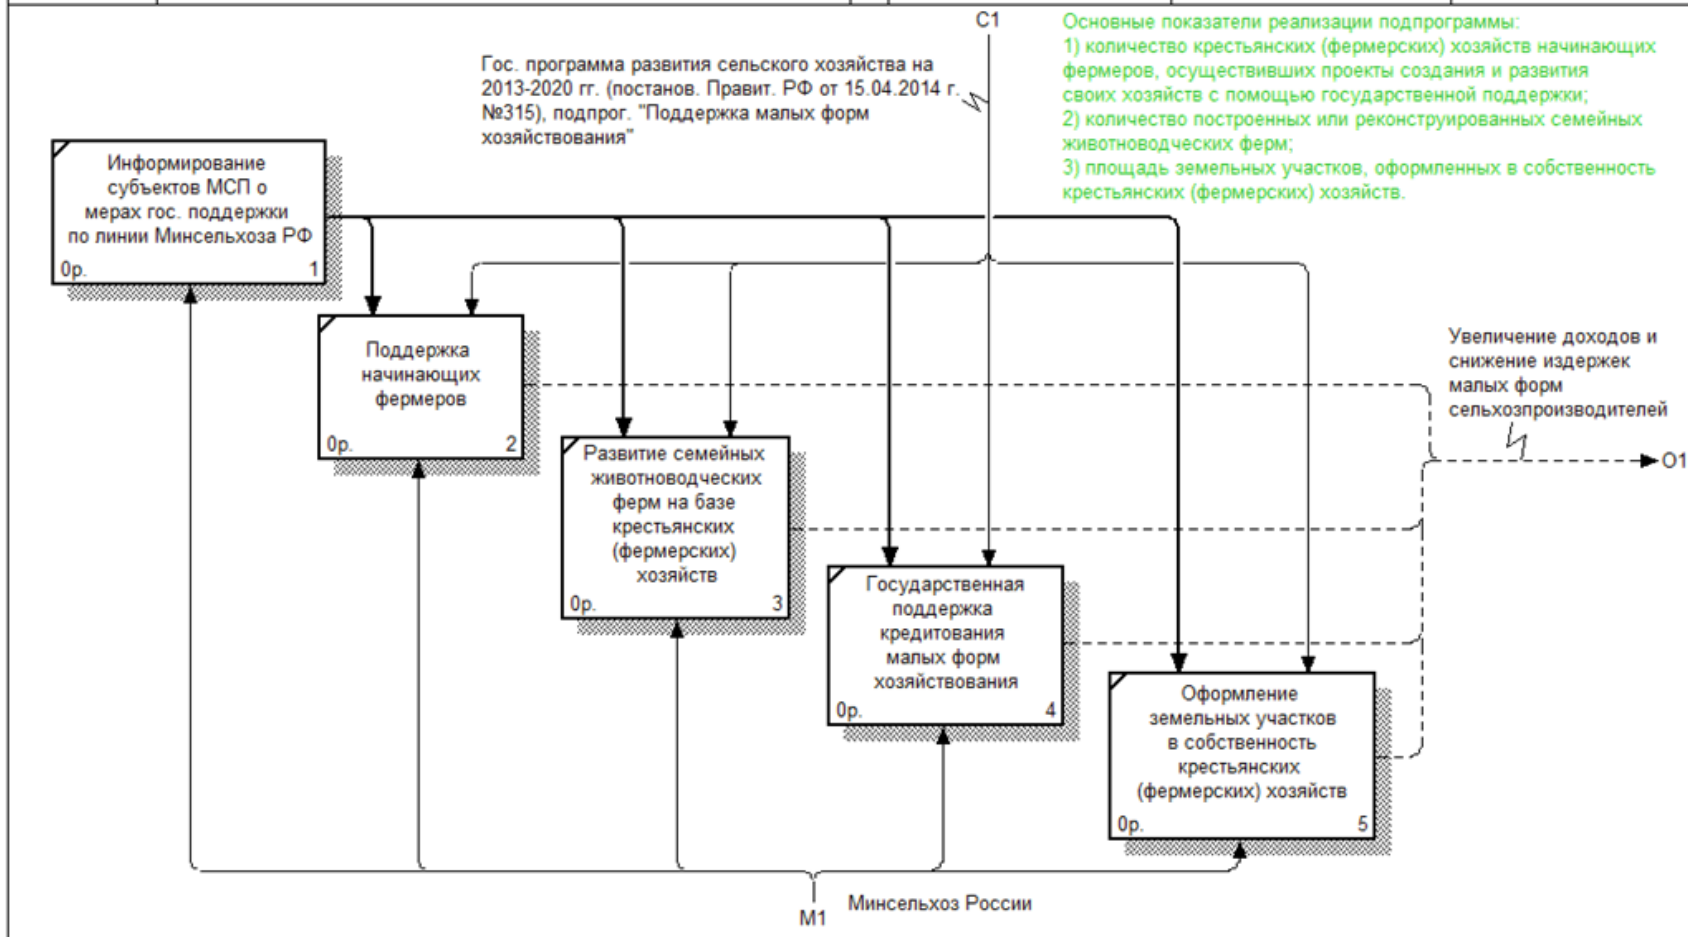 C1
Основные показатели реализации подпрограммы:
1) количество крестьянских (фермерских) хозяйств начинающих
фермеров, осуществивших проекты создания и развития
своих хозяйств с помощью государственной поддержки;
2) количество построенных или реконструированных семейных
животноводческих ферм;
3) площадь земельных участков, оформленных в собственность
крестьянских (фермерских) хозяйств.
Гос. программа развития сельского хозяйства на
2013-2020 гг. (постанов. Правит. РФ от 15.04.2014 г.
№315), подпрог. "Поддержка малых форм
хозяйствования"
Информирование
субъектов МСП о
мерах гос. поддержки
по линии Минсельхоза РФ
0р. 1
Поддержка
начинающих
фермеров
0р. 2
Развитие семейных
животноводческих
ферм на базе
крестьянских
(фермерских)
хозяйств
0р. 3
Государственная
поддержка
кредитования
малых форм
хозяйствования
0р. 4
Оформление
земельных участков
в собственность
крестьянских
(фермерских) хозяйств
0р. 5
Увеличение доходов и
снижение издержек
малых форм
сельхозпроизводителей
O1
M1
Минсельхоз России